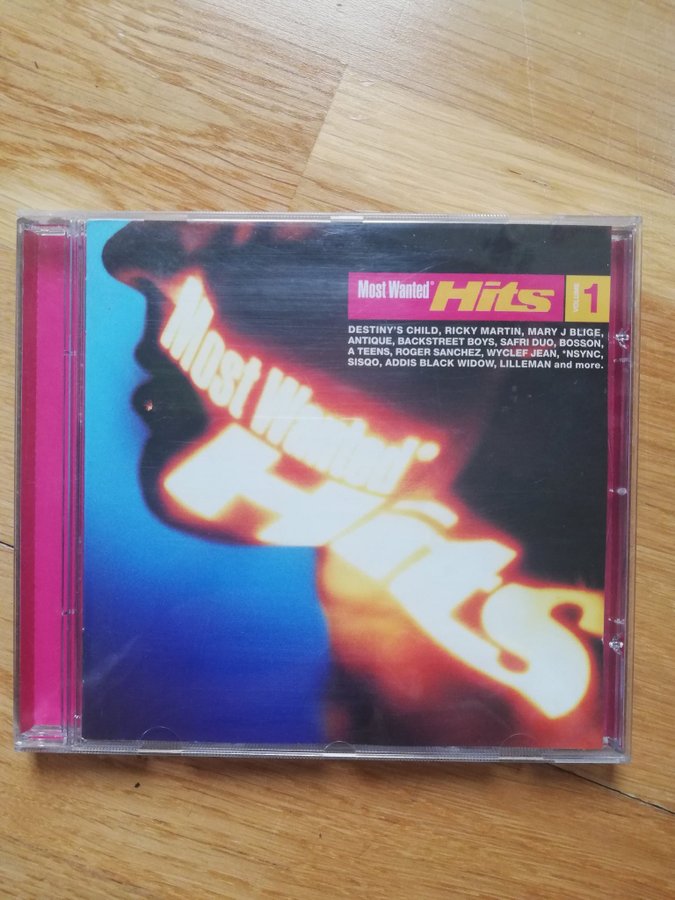 Most Wanted® Hits VOLUME 1
DESTINY'S CHILD, RICKY MARTIN, MARY J BLIGE,
ANTIQUE, BACKSTREET BOYS, SAFRI DUO, BOSSON,
A TEENS, ROGER SANCHEZ, WYCLEF JEAN, *NSYNC,
SISQO, ADDIS BLACK WIDOW, LILLEMAN and more.
Most Wanted®
Hits